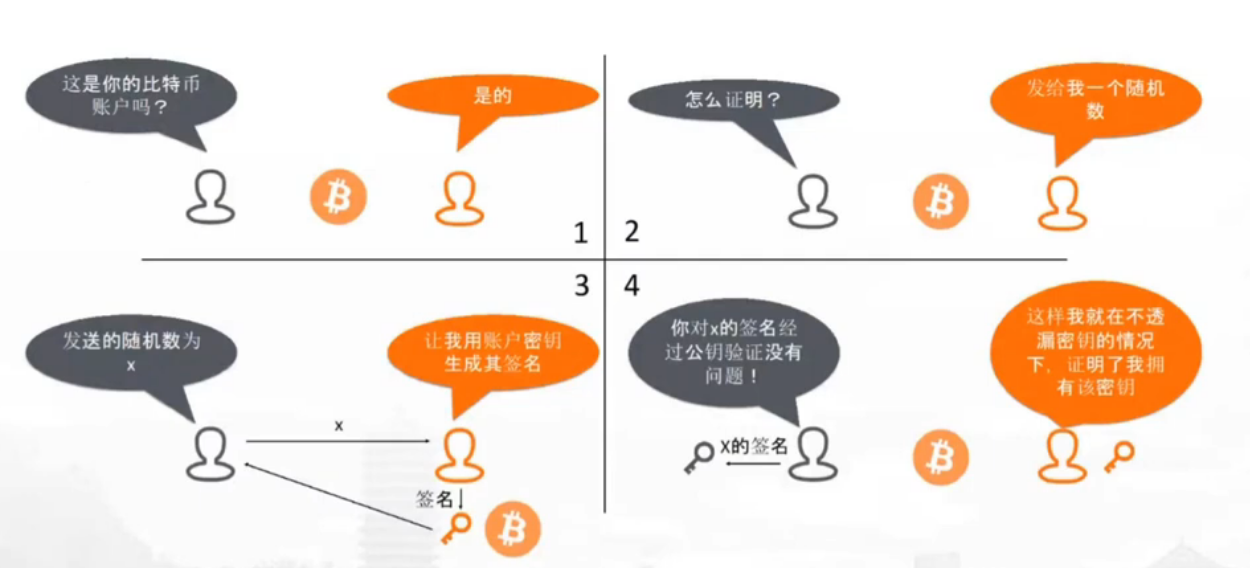 这是你的比特币
账户吗？
是的
1
怎么证明？
发给我一个随机
数
2
3
发送的随机数为
x
让我用账户密钥
生成其签名
x
签名
4
你对x的签名经
过公钥验证没有
问题！
这样我就在不透
漏密钥的情况
下，证明了我拥
有该密钥
X的签名